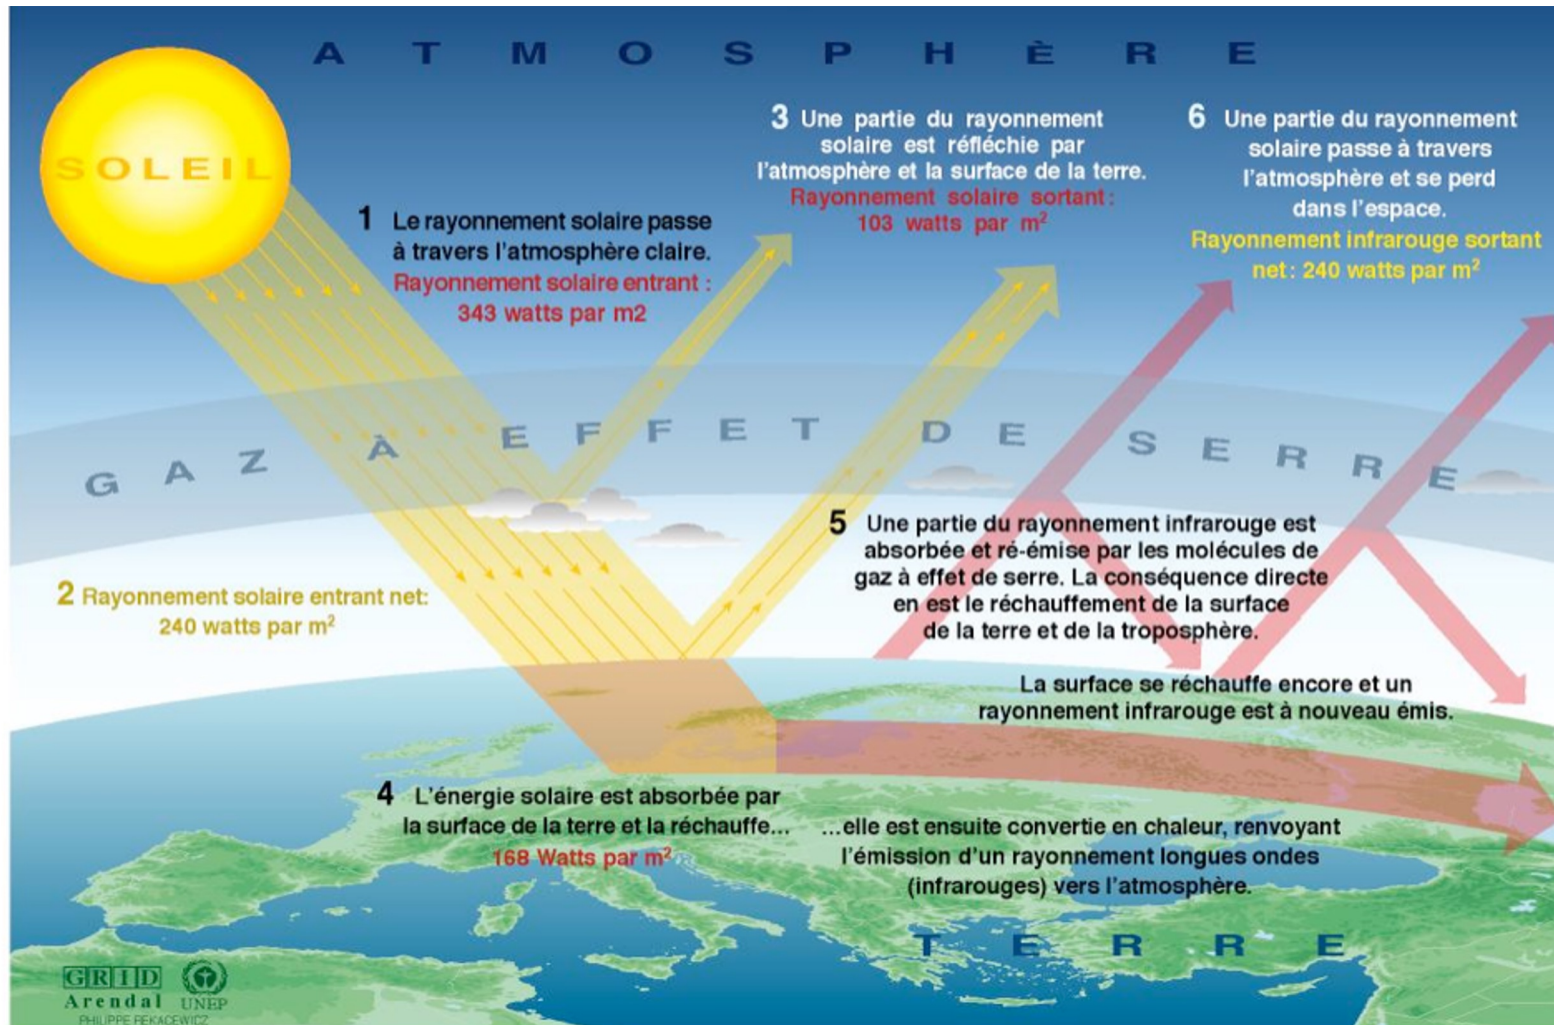 ATMOSPHÈRE
SOLEIL
1 Le rayonnement solaire passe
à travers l'atmosphère claire.
Rayonnement solaire entrant :
343 watts par m2
3 Une partie du rayonnement
solaire est réfléchie par
l'atmosphère et la surface de la terre.
Rayonnement solaire sortant :
103 watts par m²
6 Une partie du rayonnement
solaire passe à travers
l'atmosphère et se perd
dans l'espace.
Rayonnement infrarouge sortant
net : 240 watts par m²
GAZ À EFFET DE SERRE
2 Rayonnement solaire entrant net:
240 watts par m²
5 Une partie du rayonnement infrarouge est
absorbée et ré-émise par les molécules de
gaz à effet de serre. La conséquence directe
en est le réchauffement de la surface
de la terre et de la troposphère.
La surface se réchauffe encore et un
rayonnement infrarouge est à nouveau émis.
4 L'énergie solaire est absorbée par
la surface de la terre et la réchauffe...
168 Watts par m²
...elle est ensuite convertie en chaleur, renvoyant
l'émission d'un rayonnement longues ondes
(infrarouges) vers l'atmosphère.
TERRE
GRID
Arendal UNEP
PHILIPPE REKACEWICZ